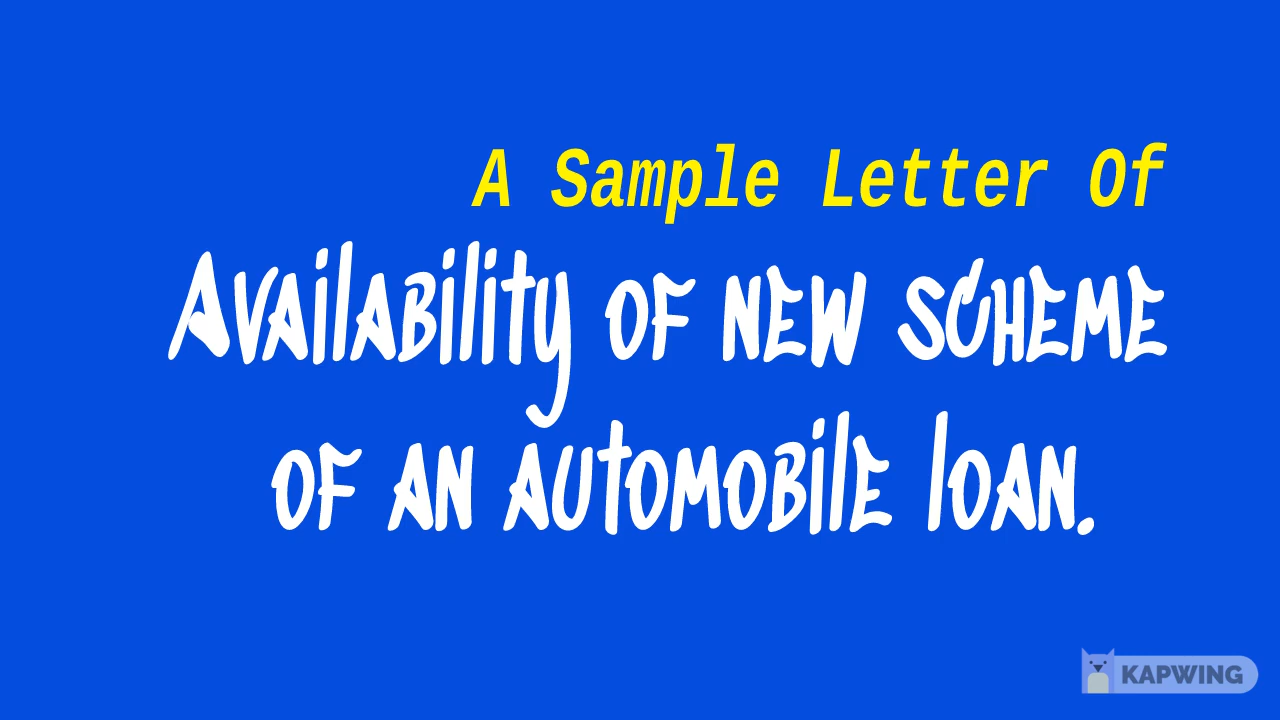 A Sample Letter Of
Availability of new scheme
of an automobile loan.
KAPWING